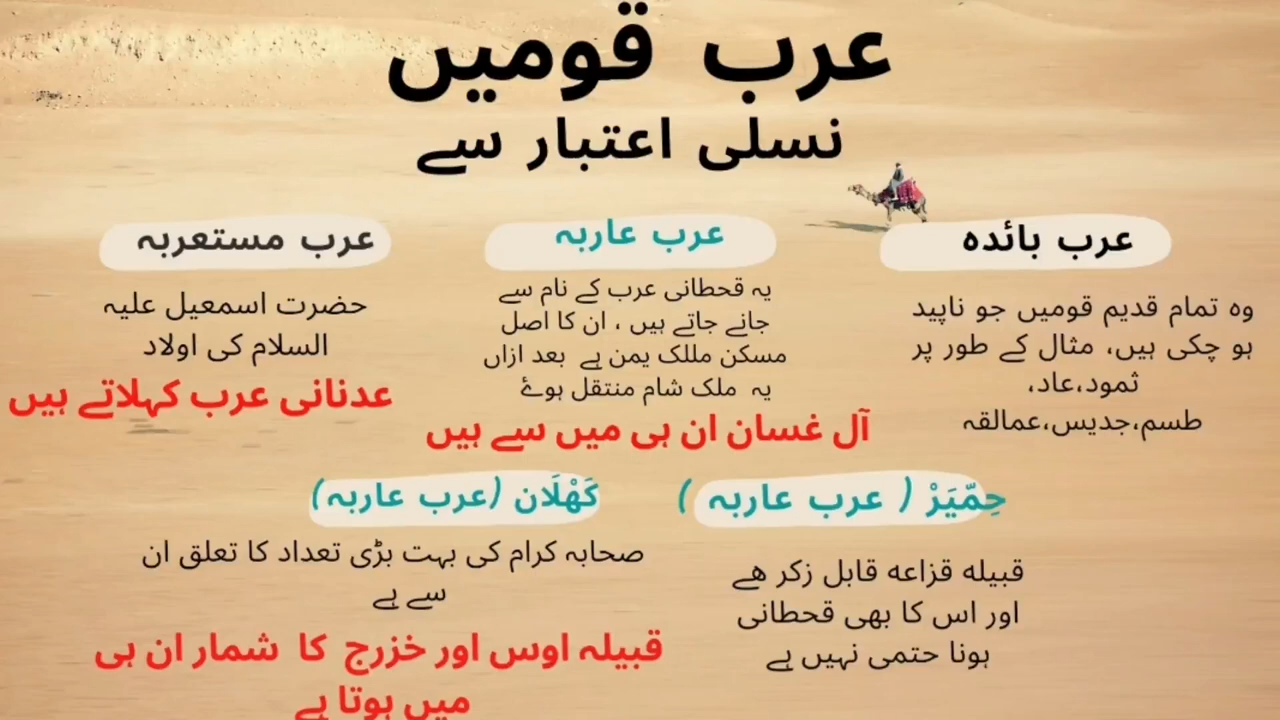 عرب قومیں
نسلی اعتبار سے
عرب بائدہ
وہ تمام قدیم قومیں جو ناپید
ہو چکی ہیں، مثال کے طور پر
ثمود،عاد،
طسم،جدیس،عمالقہ
عرب عاربہ
یہ قحطانی عرب کے نام سے
جانے جاتے ہیں ، ان کا اصل
مسکن مللک یمن ہے بعد ازاں
یہ ملک شام منتقل ہوۓ
آل غسان ان ہی میں سے ہیں
عرب مستعربہ
حضرت اسمعیل علیہ
السلام کی اولاد
عدنانی عرب کہلاتے ہیں
حِمّیَرْ ( عرب عاربہ )
قبیله قزاعه قابل زکر هے
اور اس کا بھی قحطانی
ہونا حتمی نہیں ہے
کَهْلَان (عرب عاربہ)
صحابہ کرام کی بہت بڑی تعداد کا تعلق ان
سے ہے
قبیلہ اوس اور خزرج کا شمار ان ہی
میں ہوتا ہے